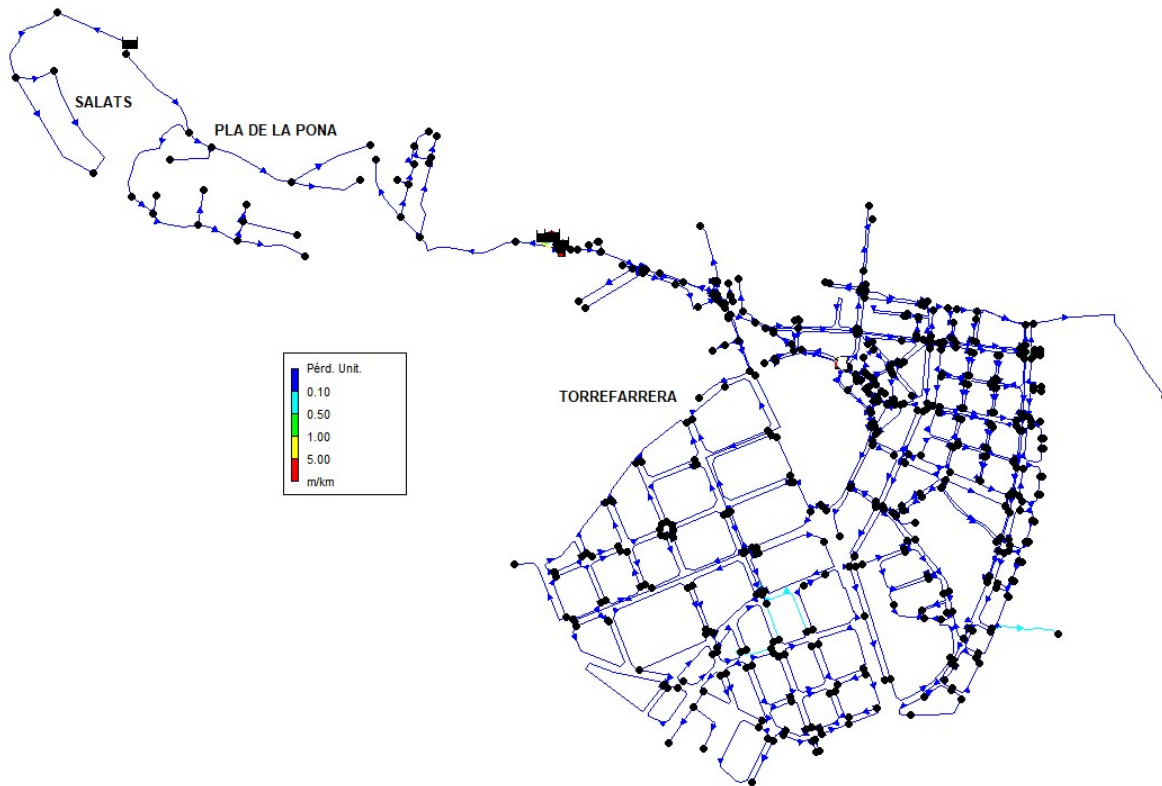 SALATS
PLA DE LA PONA
TORREFARRERA
Pérd. Unit.
0.10
0.50
1.00
5.00
m/km